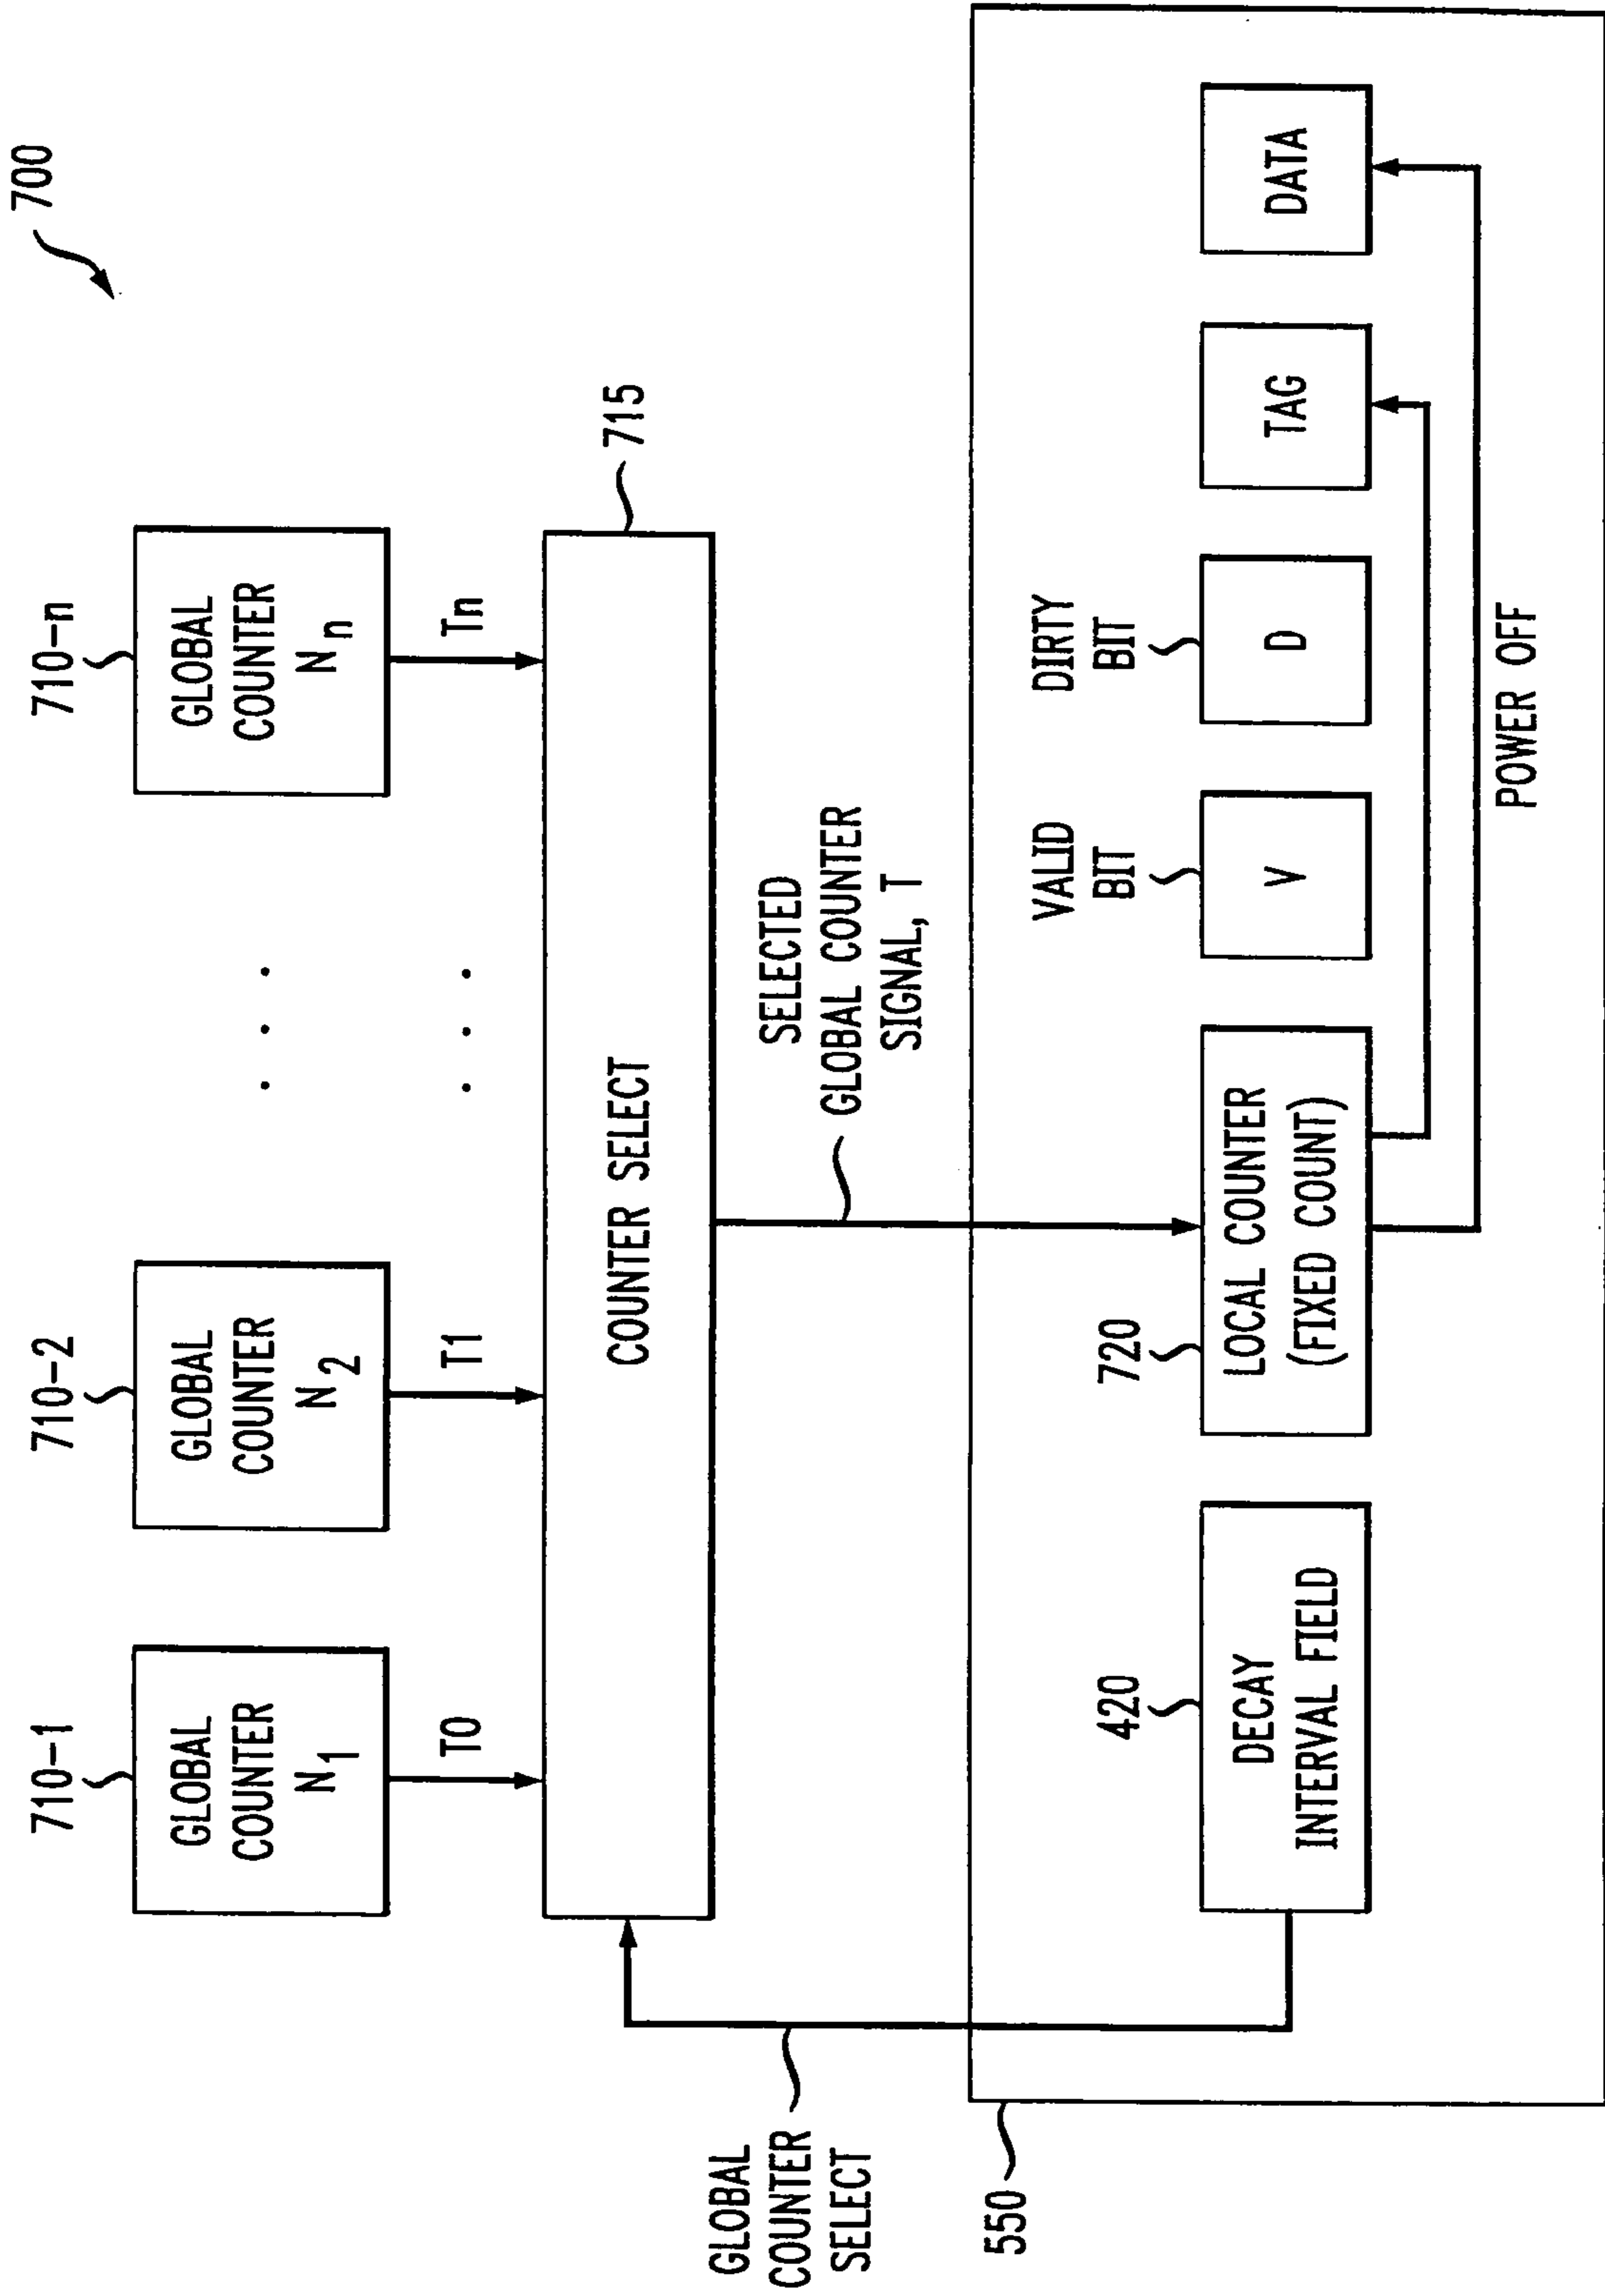 700
710-1
710-2
710-n
GLOBAL
COUNTER
N1
GLOBAL
COUNTER
N2
. . .
GLOBAL
COUNTER
Nn
T0
T1
. . .
Tn
COUNTER SELECT
715
GLOBAL
COUNTER
SELECT
SELECTED
GLOBAL COUNTER
SIGNAL, T
550
420
DECAY
INTERVAL FIELD
720
LOCAL COUNTER
(FIXED COUNT)
VALID
BIT
V
DIRTY
BIT
D
TAG
DATA
POWER OFF